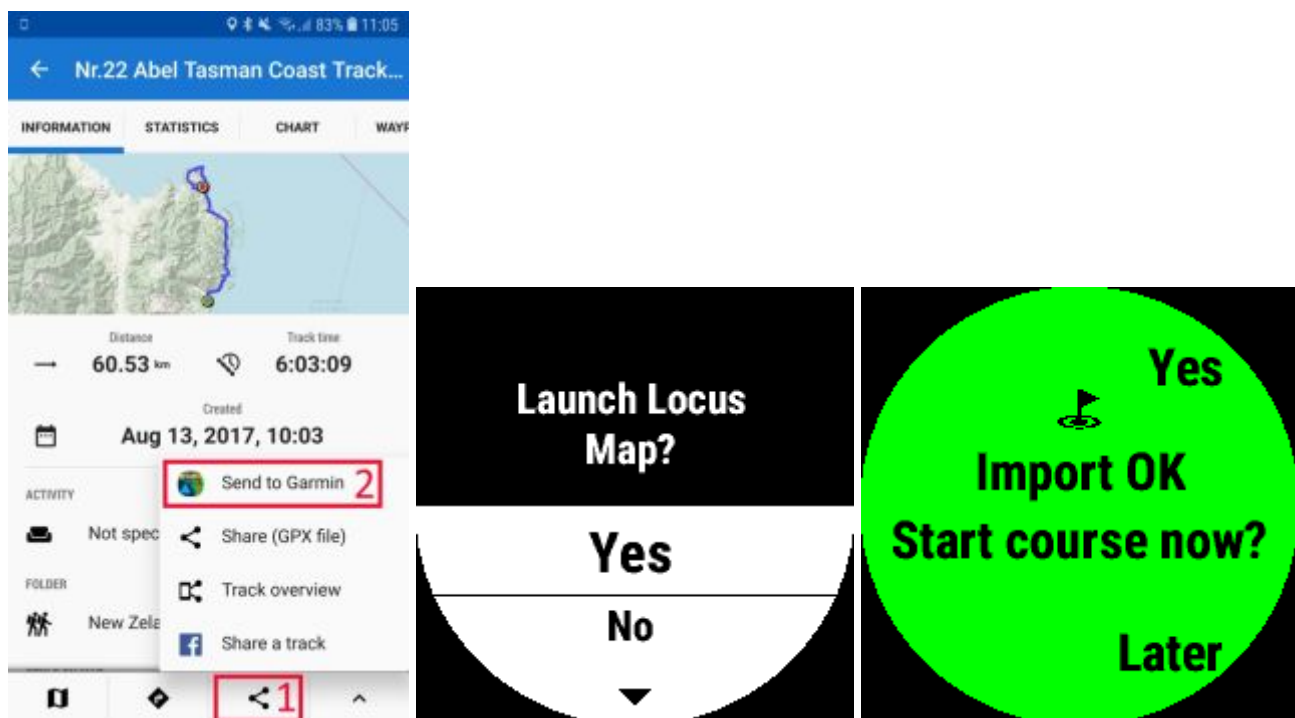 83% 11:05
Nr.22 Abel Tasman Coast Track...
INFORMATION STATISTICS CHART WAYP
Distance Track time
60.53 km 6:03:09
Created
Aug 13, 2017, 10:03
ACTIVITY
Not spec
FOLDER
New Zela
Send to Garmin 2
Share (GPX file)
Track overview
Share a track
1
Launch Locus
Map?
Yes
No
Yes
Import OK
Start course now?
Later